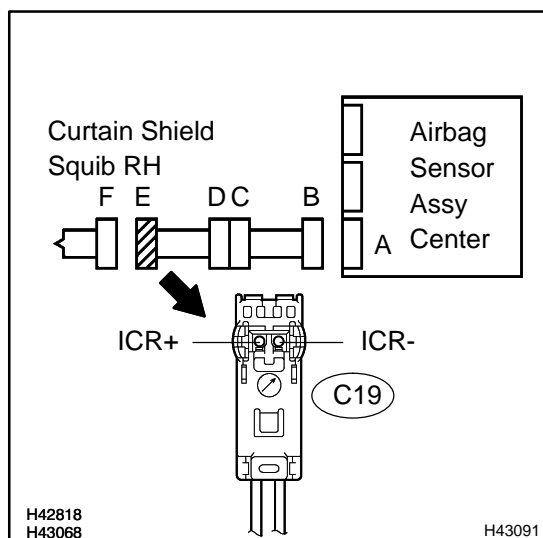 Curtain Shield
Squib RH
F E D C B
Airbag
Sensor
Assy
Center
A
ICR+
ICR-
C19
H42818
H43068
H43091